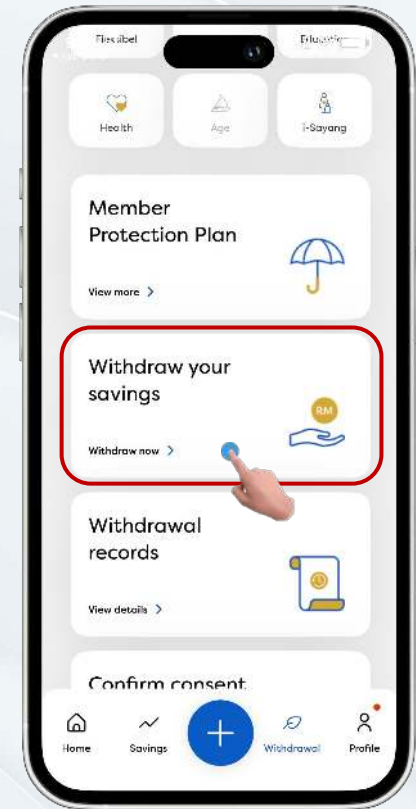 Fleksibel
Education
Health
Age
i-Sayang
Member
Protection Plan
View more
Withdraw your
savings
RM
Withdraw now
Withdrawal
records
View details
Confirm consent
Home
Savings
Withdrawal
Profile